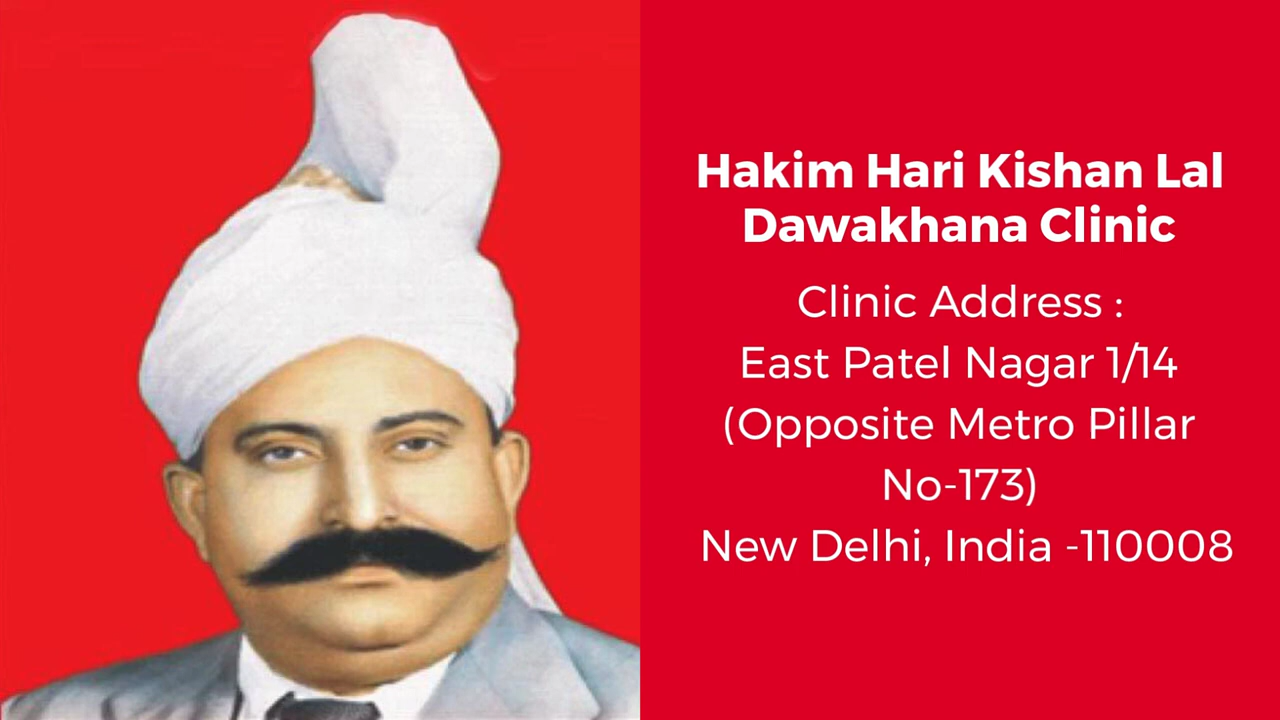 Hakim Hari Kishan Lal
Dawakhana Clinic
Clinic Address :
East Patel Nagar 1/14
(Opposite Metro Pillar
No-173)
New Delhi, India -110008